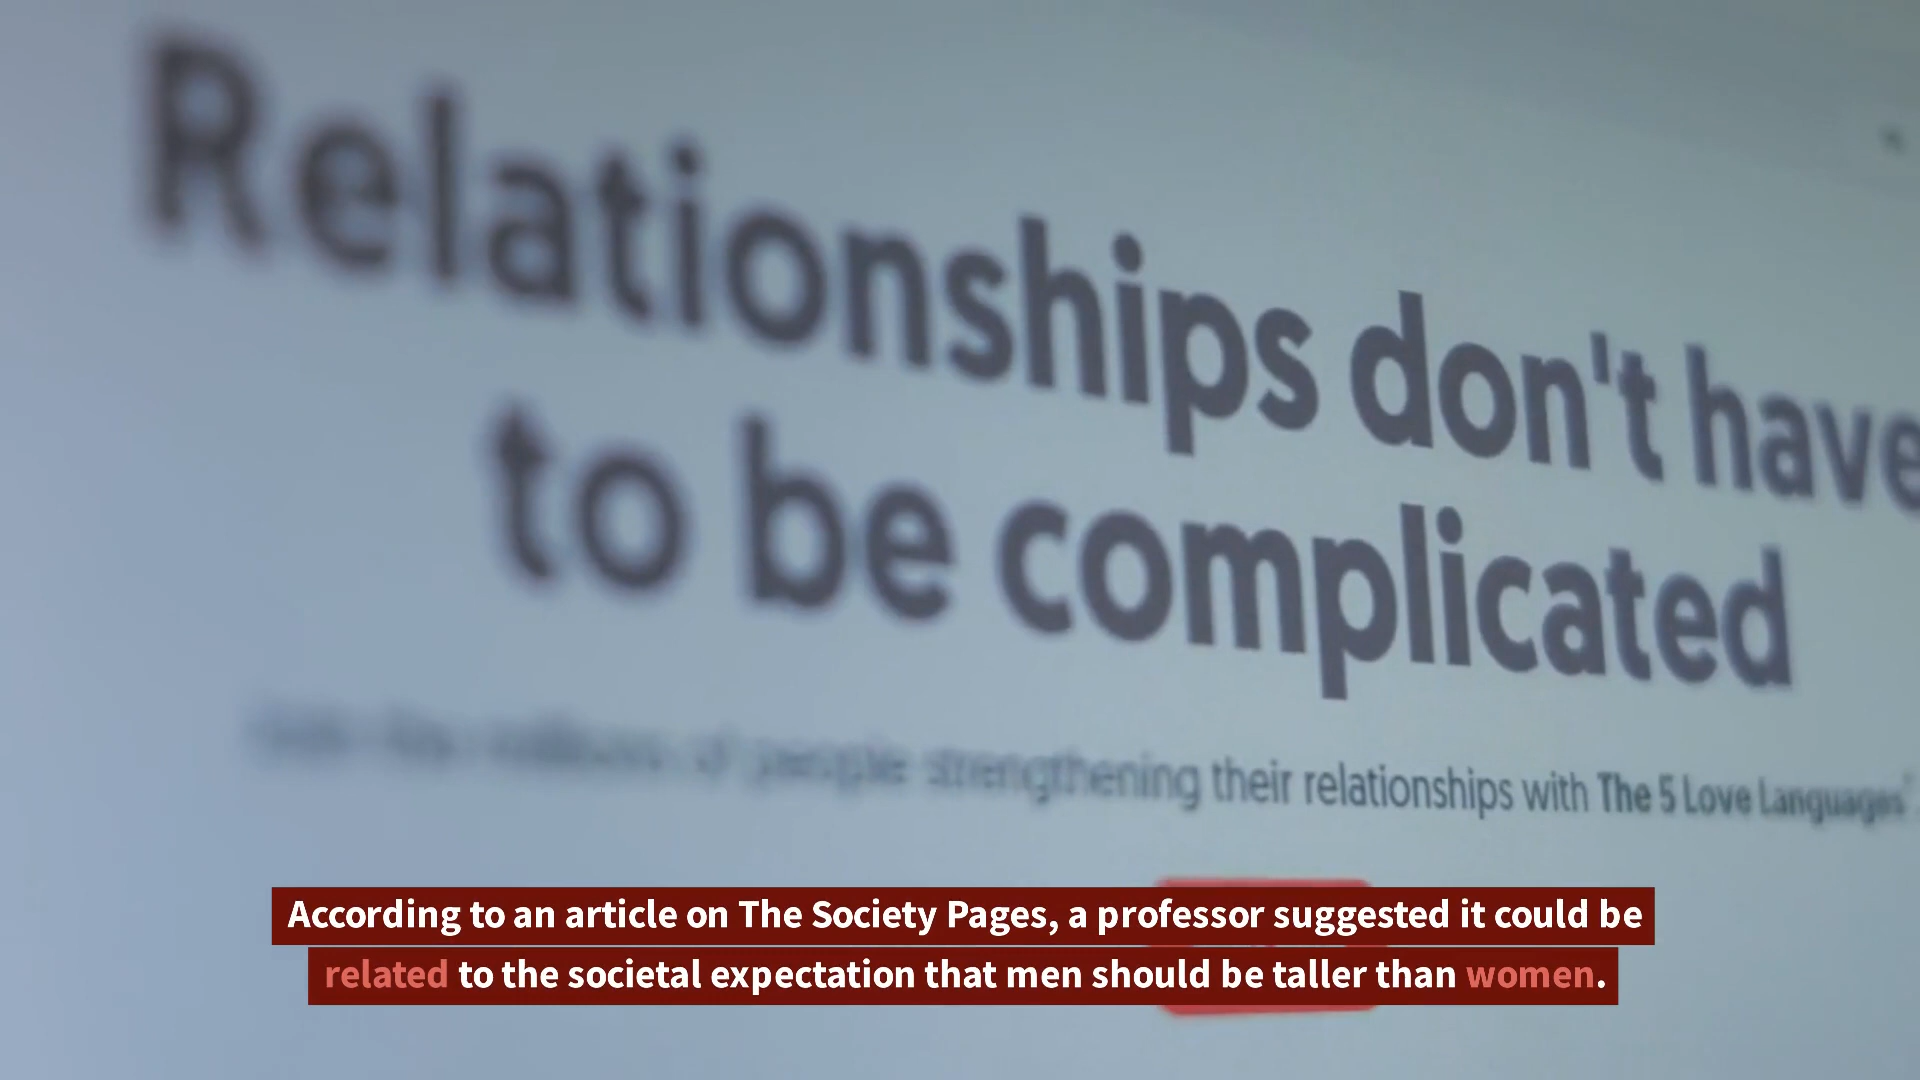 Relationships don't have
to be complicated
of people strengthening their relationships with The 5 Love Languages
According to an article on The Society Pages, a professor suggested it could be
related to the societal expectation that men should be taller than women.